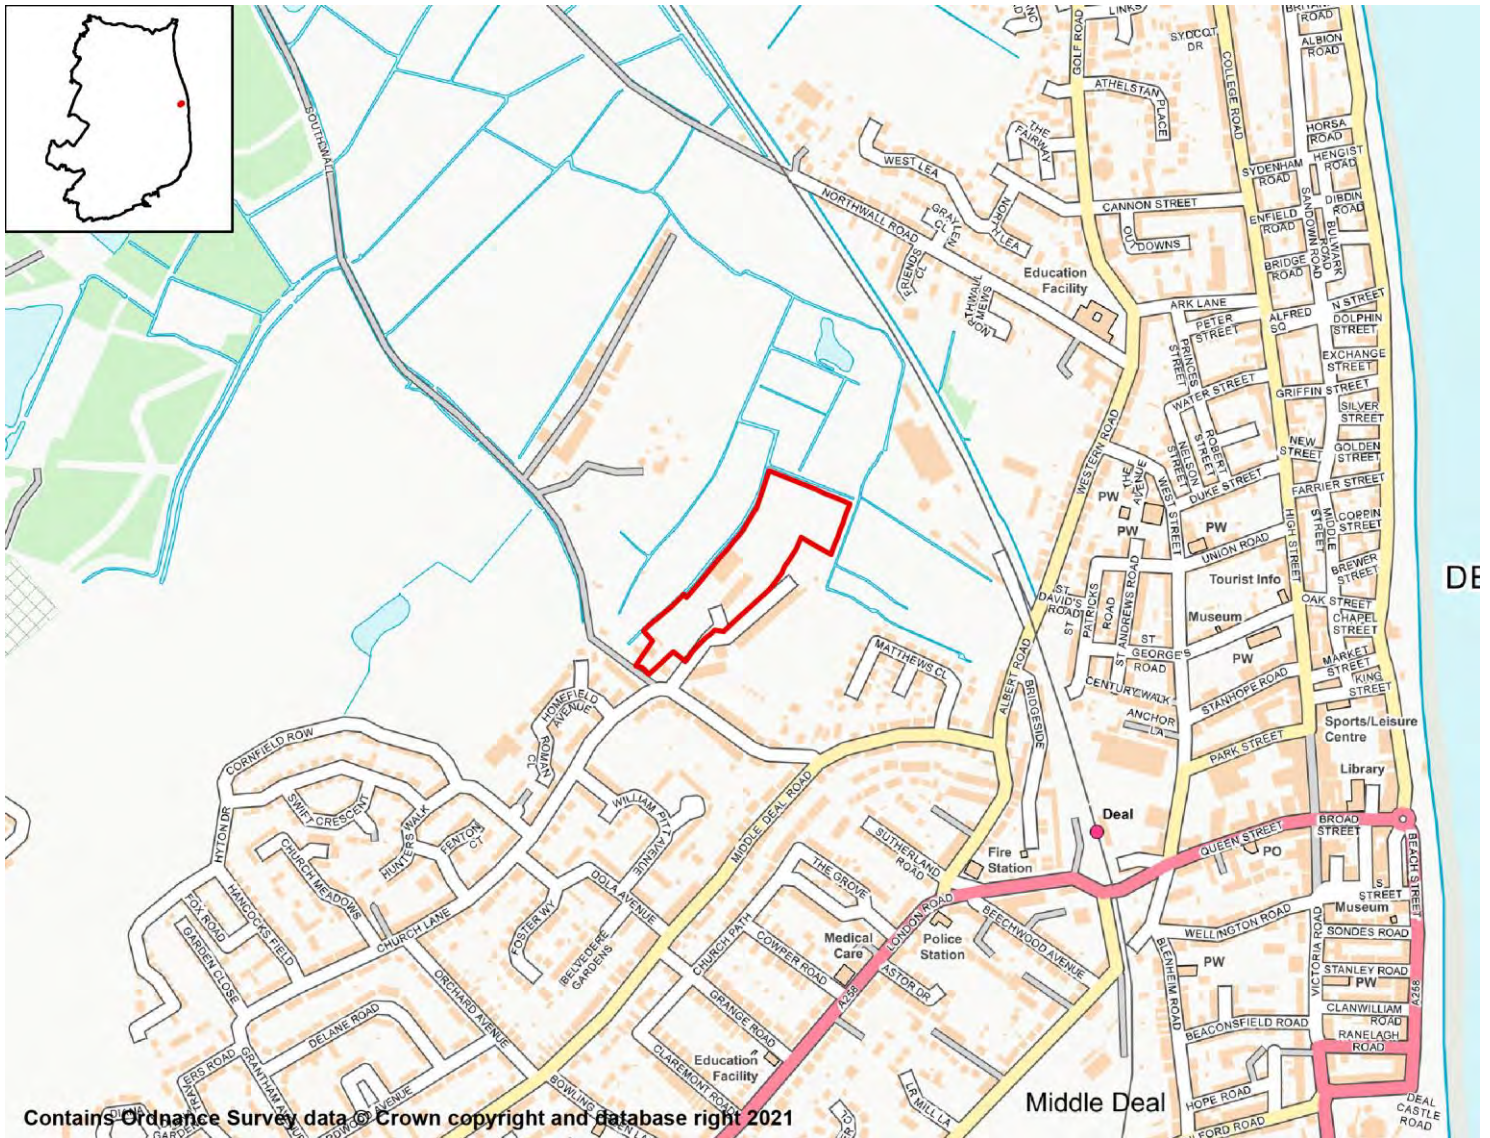 LINKS
GOLF ROAD
COLLEGE ROAD
ROAD
ALBION
ROAD
ATHELSTAN
PLACE
THE
FAIRWAY
HORSA
ROAD
HENGIST
ROAD
SYDENHAM
ROAD
SANDOWN ROAD
DIBDIN
ROAD
BULWARK
ROAD
ENFIELD
ROAD
BRIDGE
ROAD
CANNON STREET
OUT
DOWNS
WEST LEA
NORTH LEA
GRAYLEN
CL
FRIENDS
CL
NORTHWALL ROAD
NORTHWALL
MEWS
SOUTHWALL
Education
Facility
ARK LANE
PETER
STREET
PRINCES
STREET
ALFRED
SQ
N STREET
DOLPHIN
STREET
EXCHANGE
STREET
WATER STREET
GRIFFIN STREET
SILVER
STREET
ROBERT
STREET
NELSON
STREET
NEW
STREET
GOLDEN
STREET
WESTERN ROAD
THE
AVENUE
WEST STREET
DUKE STREET
FARRIER STREET
PW
PW
PW
HIGH STREET
MIDDLE
STREET
COPPIN
STREET
UNION ROAD
BREWER
STREET
Tourist Info
OAK STREET
CHAPEL
STREET
ST
DAVID'S
ROAD
ST
PATRICKS
ROAD
ST ANDREWS ROAD
ST
GEORGE'S
ROAD
Museum
PW
MARKET
STREET
KING
STREET
STANHOPE ROAD
CENTURY WALK
ANCHOR
LA
ALBERT ROAD
BRIDGESIDE
MATTHEWS CL
PARK STREET
Sports/Leisure
Centre
Library
DE
HOMEFIELD
AVENUE
ROMAN
CL
CORNFIELD ROW
HYTON DR
SWIFT CRESCENT
HUNTERS WALK
FENTON
CT
CHURCH MEADOWS
WILLIAM PITT AVENUE
MIDDLE DEAL ROAD
DOLA AVENUE
FOSTER WY
BELVEDERE
GARDENS
HANCOCKS FIELD
FOX ROAD
GARDEN CLOSE
CHURCH LANE
ORCHARD AVENUE
DELANE ROAD
ERS ROAD
CHURCH PATH
THE GROVE
SUTHERLAND
ROAD
COWPER ROAD
GRANGE ROAD
CLAREMONT ROAD
Fire
Station
Deal
QUEEN STREET
BROAD
STREET
PO
BEACH STREET
LONDON ROAD
BEECHWOOD AVENUE
Police
Station
Medical
Care
ASTOR DR
A258
S
STREET
Museum
WELLINGTON ROAD
VICTORIA ROAD
SONDES ROAD
STANLEY ROAD
PW
PW
BLENHEIM ROAD
CLANWILLIAM
ROAD
A258
BEACONSFIELD ROAD
RANELAGH
ROAD
Education
Facility
Middle Deal
HOPE ROAD
DEAL
CASTLE
ROAD
Contains Ordnance Survey data © Crown copyright and database right 2021